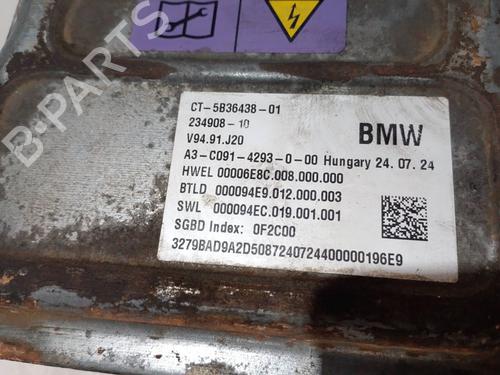 CT-5B36438-01
234908-10
BMW
V94.91.J20
A3-C091-4293-0-00 Hungary 24.07.24
HWEL 00006E8C.008.000.000
BTLD 000094E9.012.000.003
SWL 000094EC.019.001.001
SGBD Index: 0F2C00
3279BAD9A2D5087240724400000196E9
B-PARTS